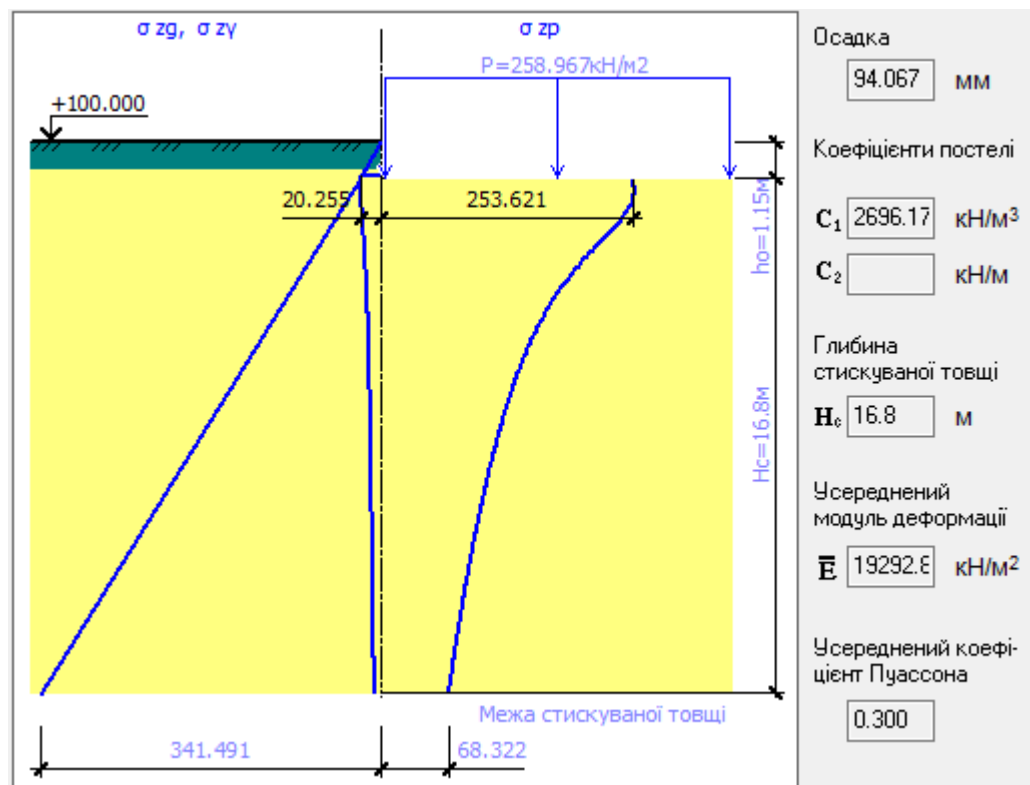 σ zg, σ zγ
σ zp
P=258.967кН/м2
+100.000
20.255
253.621
ho=1.15м
Hc=16.8м
Межа стискуваної товщі
341.491
68.322
Осадка
94.067 мм
Коефіцієнти постелі
C₁ 2696.17 кН/м³
C₂ кН/м
Глибина
стискуваної товщі
Hc 16.8 м
Усереднений
модуль деформації
E̅ 19292.8 кН/м²
Усереднений коефі-
цієнт Пуассона
0.300